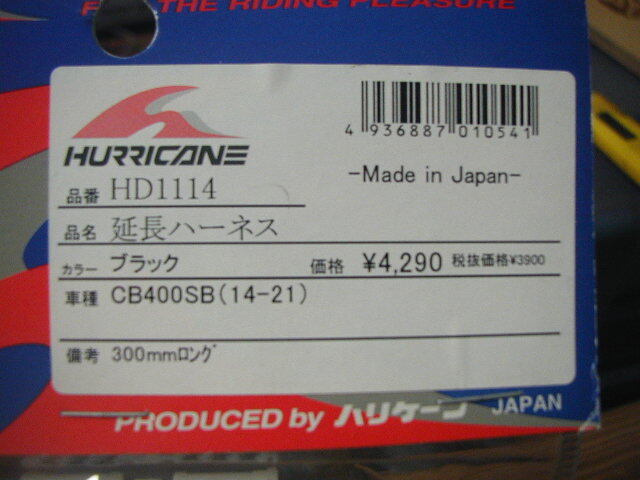 THE RIDING PLEASURE
HURRICANE
4 936887 010541
-Made in Japan-
品番 HD1114
品名 延長ハーネス
カラー ブラック 価格 ¥4,290 税抜価格¥3900
車種 CB400SB(14-21)
備考 300mmロング
PRODUCED by ハリケーン JAPAN